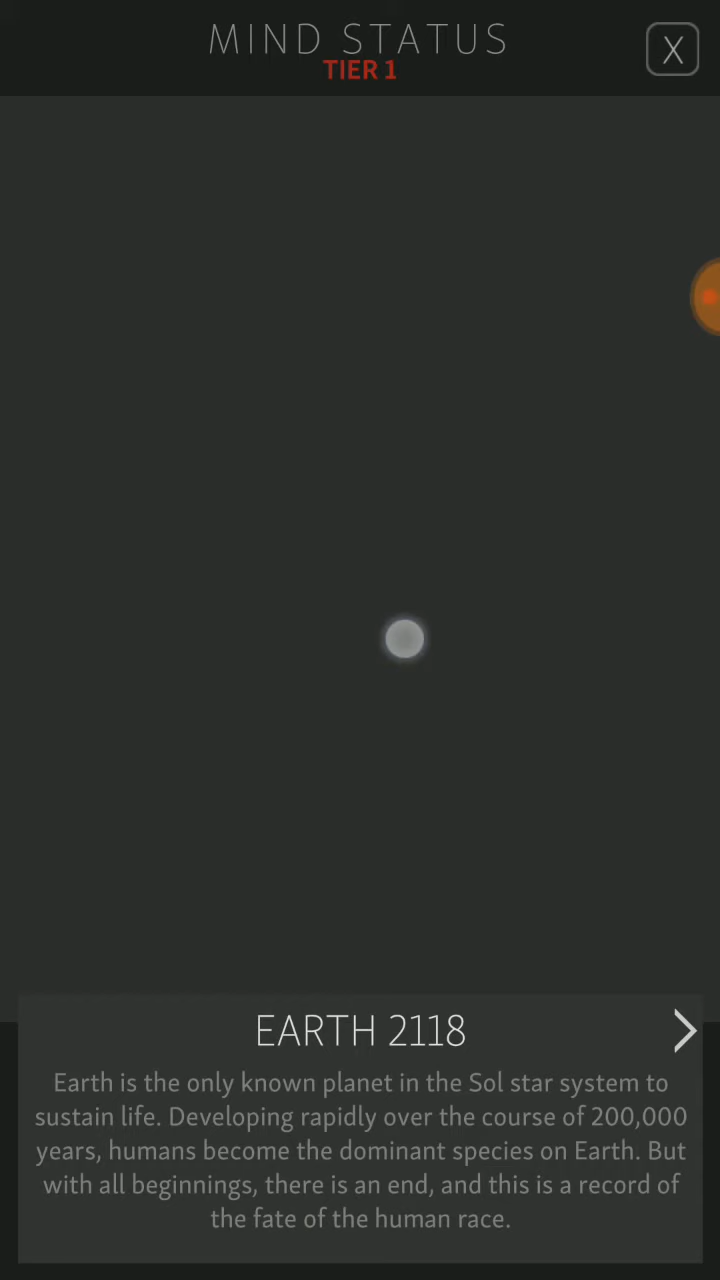 MIND STATUS
TIER 1
X
EARTH 2118
Earth is the only known planet in the Sol star system to
sustain life. Developing rapidly over the course of 200,000
years, humans become the dominant species on Earth. But
with all beginnings, there is an end, and this is a record of
the fate of the human race.